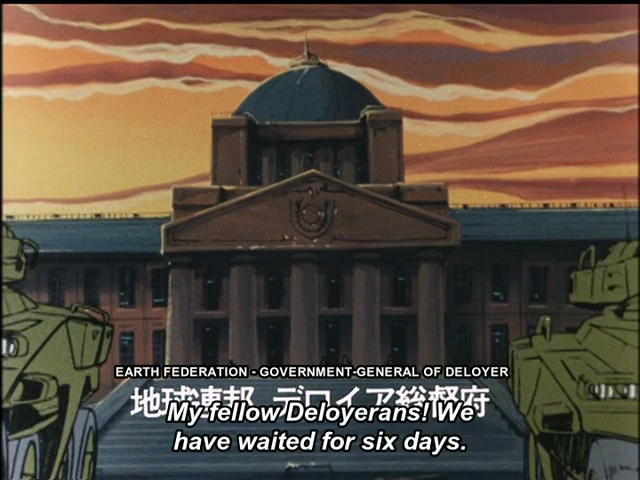 EARTH FEDERATION - GOVERNMENT-GENERAL OF DELOYER
地球連邦 デロイア総督府
My fellow Deloyerans! We
have waited for six days.